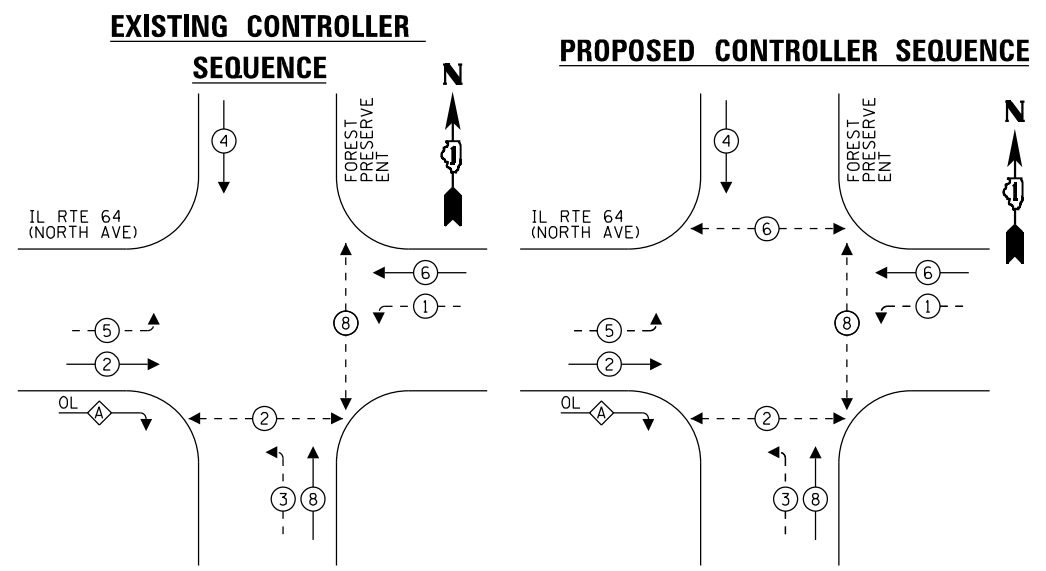 EXISTING CONTROLLER
SEQUENCE
N
4
FOREST
PRESERVE
ENT
1
IL RTE 64
(NORTH AVE)
6
1
5
8
2
OL
A
2
3
8
PROPOSED CONTROLLER SEQUENCE
N
4
FOREST
PRESERVE
ENT
1
IL RTE 64
(NORTH AVE)
6
6
1
5
8
2
OL
A
2
3
8